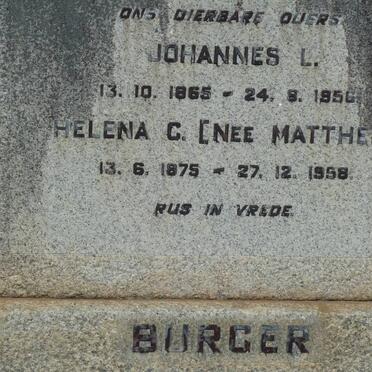 ONS DIERBARE OUERS
JOHANNES L.
13. 10. 1865 - 24. 8. 1950
HELENA C. [NEE MATTHE
13. 6. 1875 - 27. 12. 1958.
RUS IN VREDE.
BURGER